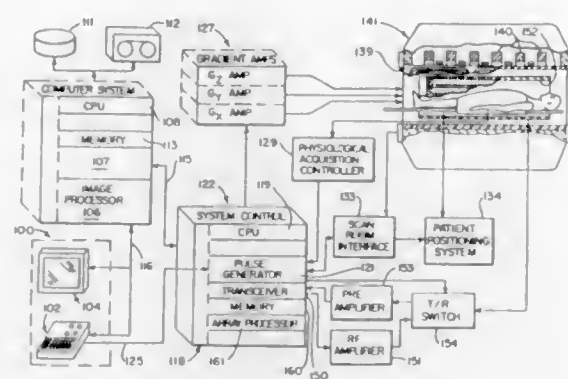 111
112
127
141
140
152
139
GRADIENT AMPS
GZ AMP
GY AMP
GX AMP
COMPUTER SYSTEM
CPU
108
MEMORY
113
107
115
IMAGE PROCESSOR
106
129
PHYSIOLOGICAL ACQUISITION CONTROLLER
122
119
133
134
SYSTEM CONTROL
CPU
SCAN ROOM INTERFACE
PATIENT POSITIONING SYSTEM
100
116
PULSE GENERATOR
121
153
TRANSCEIVER
PRE AMPLIFIER
T/R SWITCH
104
102
MEMORY
ARRAY PROCESSOR
RF AMPLIFIER
154
125
118
161
160
150
151